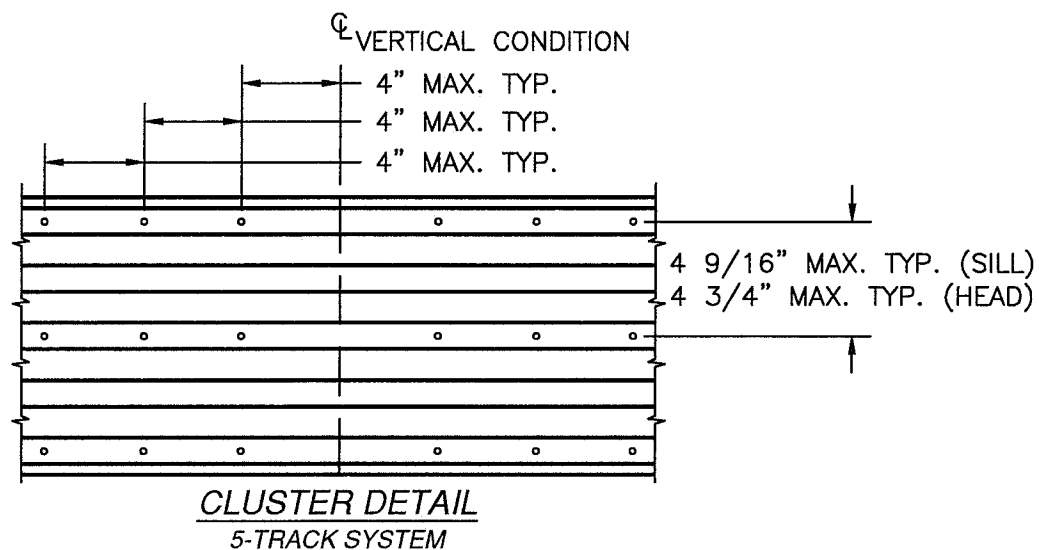 ℄ VERTICAL CONDITION
4” MAX. TYP.
4” MAX. TYP.
4” MAX. TYP.
4 9/16” MAX. TYP. (SILL)
4 3/4” MAX. TYP. (HEAD)
CLUSTER DETAIL
5-TRACK SYSTEM